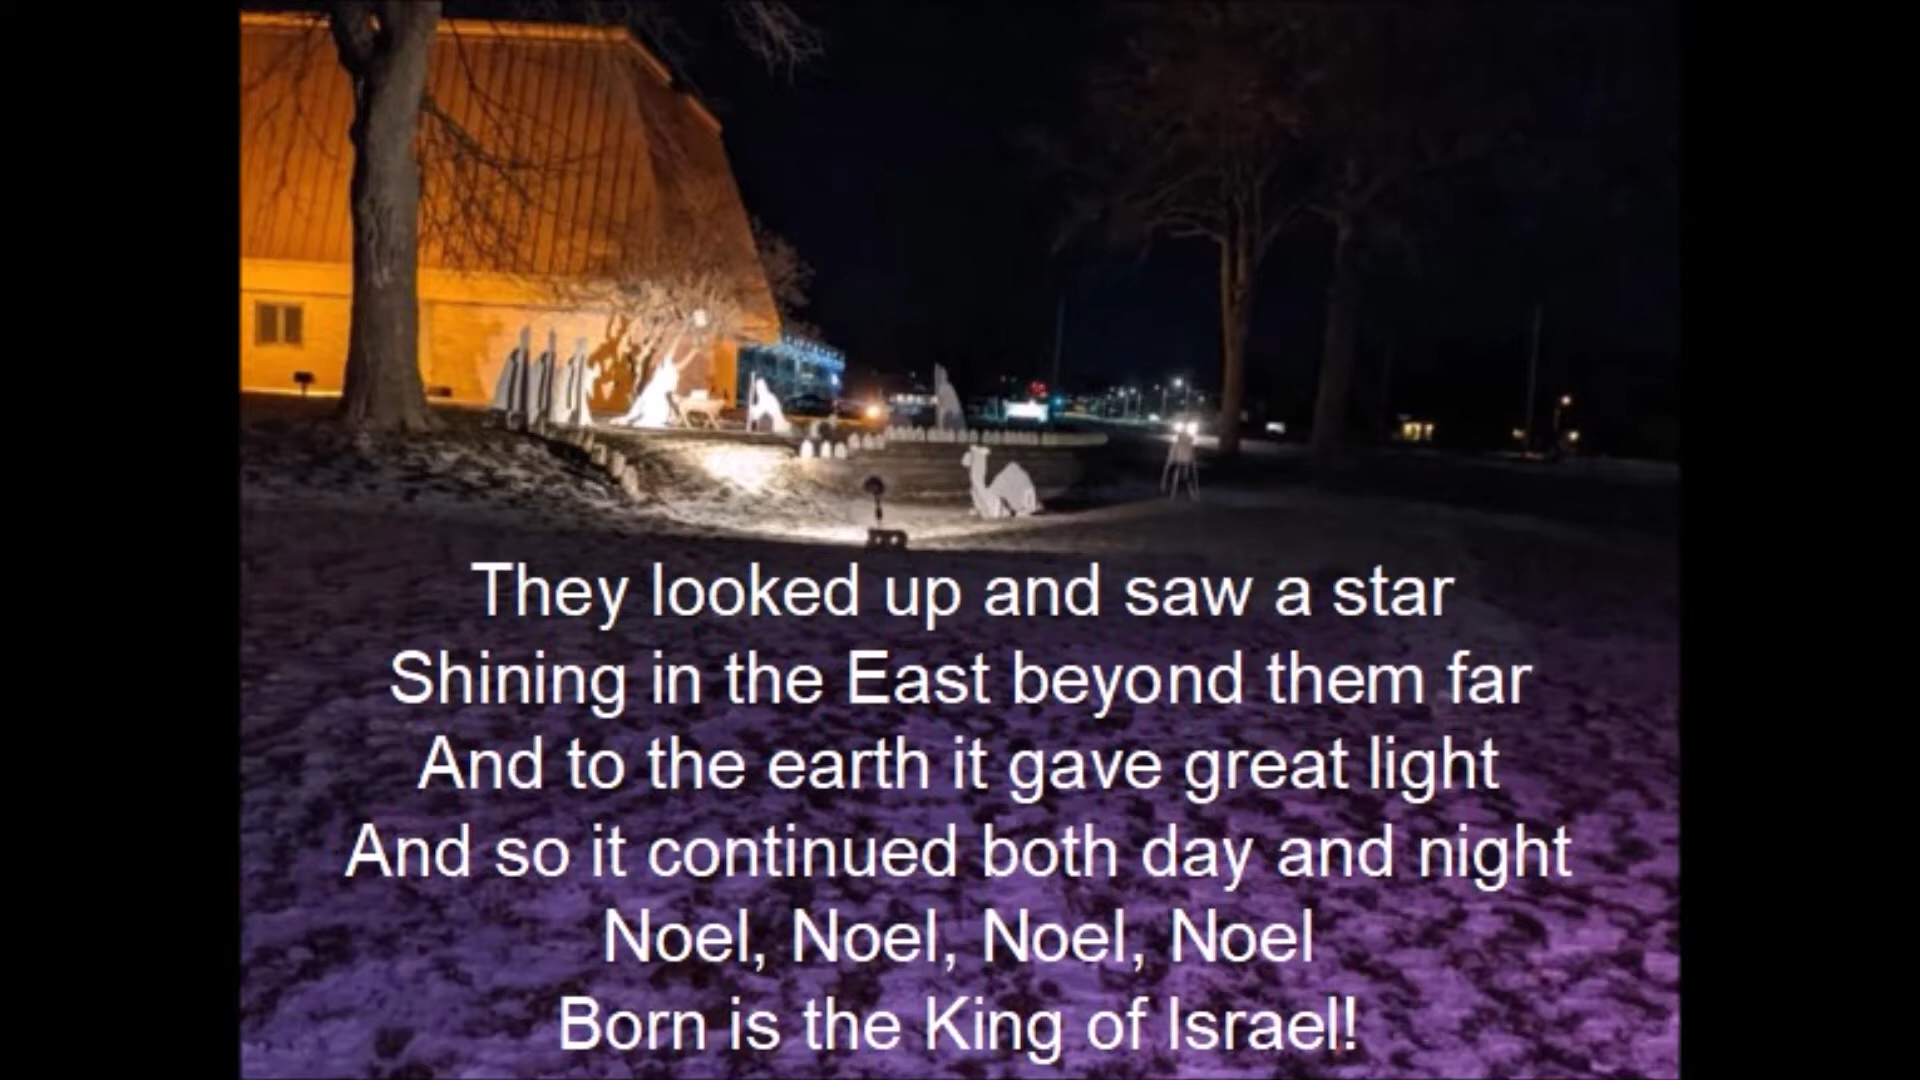 They looked up and saw a star
Shining in the East beyond them far
And to the earth it gave great light
And so it continued both day and night
Noel, Noel, Noel, Noel
Born is the King of Israel!